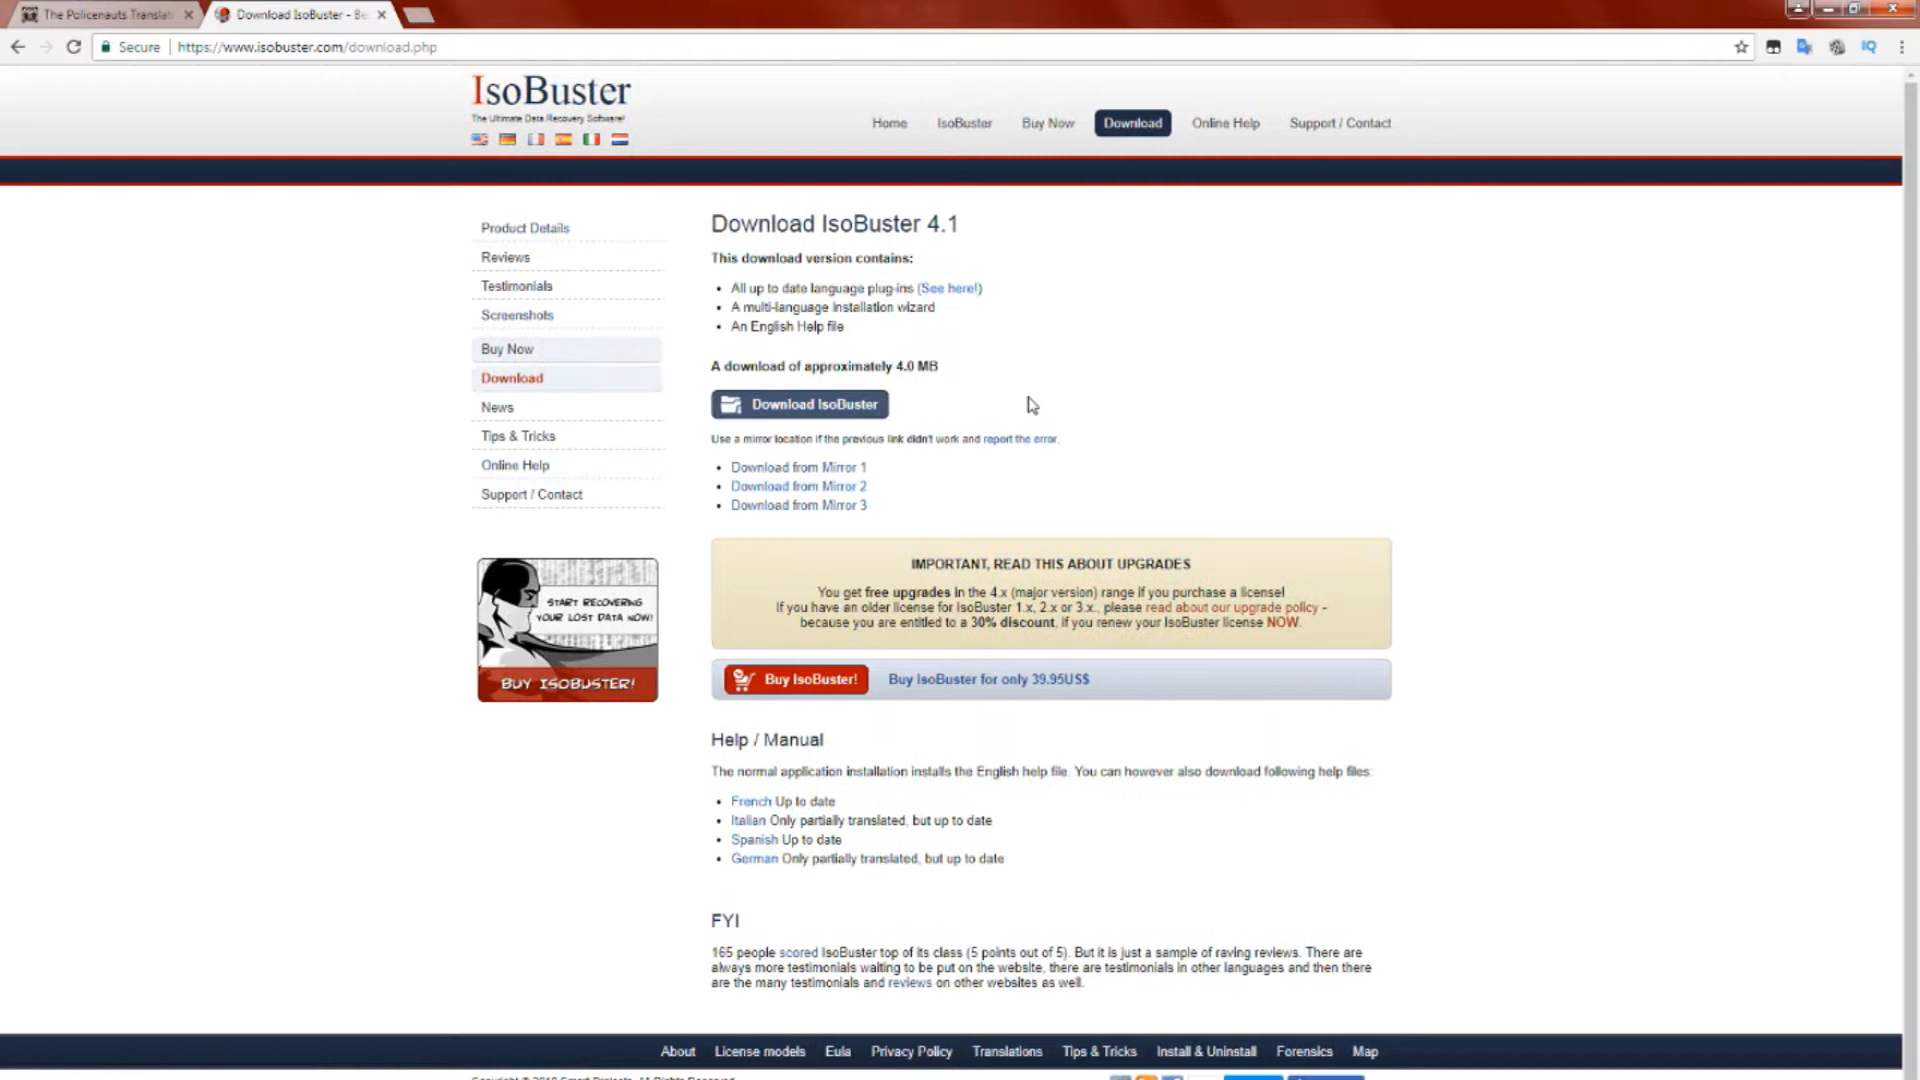 The Policenauts Translat
Download IsoBuster - Be
Secure
https://www.isobuster.com/download.php
IQ
IsoBuster
The Ultimate Data Recovery Software!
Home
IsoBuster
Buy Now
Download
Online Help
Support / Contact
Product Details
Reviews
Testimonials
Screenshots
Buy Now
Download
News
Tips & Tricks
Online Help
Support / Contact
START RECOVERING
YOUR LOST DATA NOW!
BUY ISOBUSTER!
Download IsoBuster 4.1
This download version contains:
All up to date language plug-ins (See here!)
A multi-language installation wizard
An English Help file
A download of approximately 4.0 MB
Download IsoBuster
Use a mirror location if the previous link didn't work and report the error.
Download from Mirror 1
Download from Mirror 2
Download from Mirror 3
IMPORTANT, READ THIS ABOUT UPGRADES
You get free upgrades in the 4.x (major version) range if you purchase a license!
If you have an older license for IsoBuster 1.x, 2.x or 3.x., please read about our upgrade policy -
because you are entitled to a 30% discount, if you renew your IsoBuster license NOW.
Buy IsoBuster!
Buy IsoBuster for only 39.95US$
Help / Manual
The normal application installation installs the English help file. You can however also download following help files:
French Up to date
Italian Only partially translated, but up to date
Spanish Up to date
German Only partially translated, but up to date
FYI
165 people scored IsoBuster top of its class (5 points out of 5). But it is just a sample of raving reviews. There are
always more testimonials waiting to be put on the website, there are testimonials in other languages and then there
are the many testimonials and reviews on other websites as well.
About
License models
Eula
Privacy Policy
Translations
Tips & Tricks
Install & Uninstall
Forensics
Map